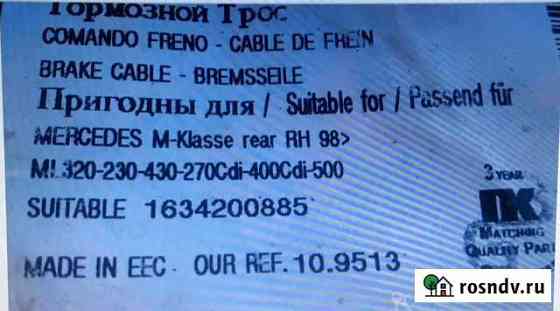 Тормозной Трос
COMANDO FRENO - CABLE DE FREIN
BRAKE CABLE - BREMSSEILE
Пригодны для / Suitable for / Passend für
MERCEDES M-Klasse rear RH 98>
ML320-230-430-270Cdi-400Cdi-500
SUITABLE 1634200885
3 YEAR
ПК
MATCHING
QUALITY PART
MADE IN EEC - OUR REF. 10.9513
rosndv.ru